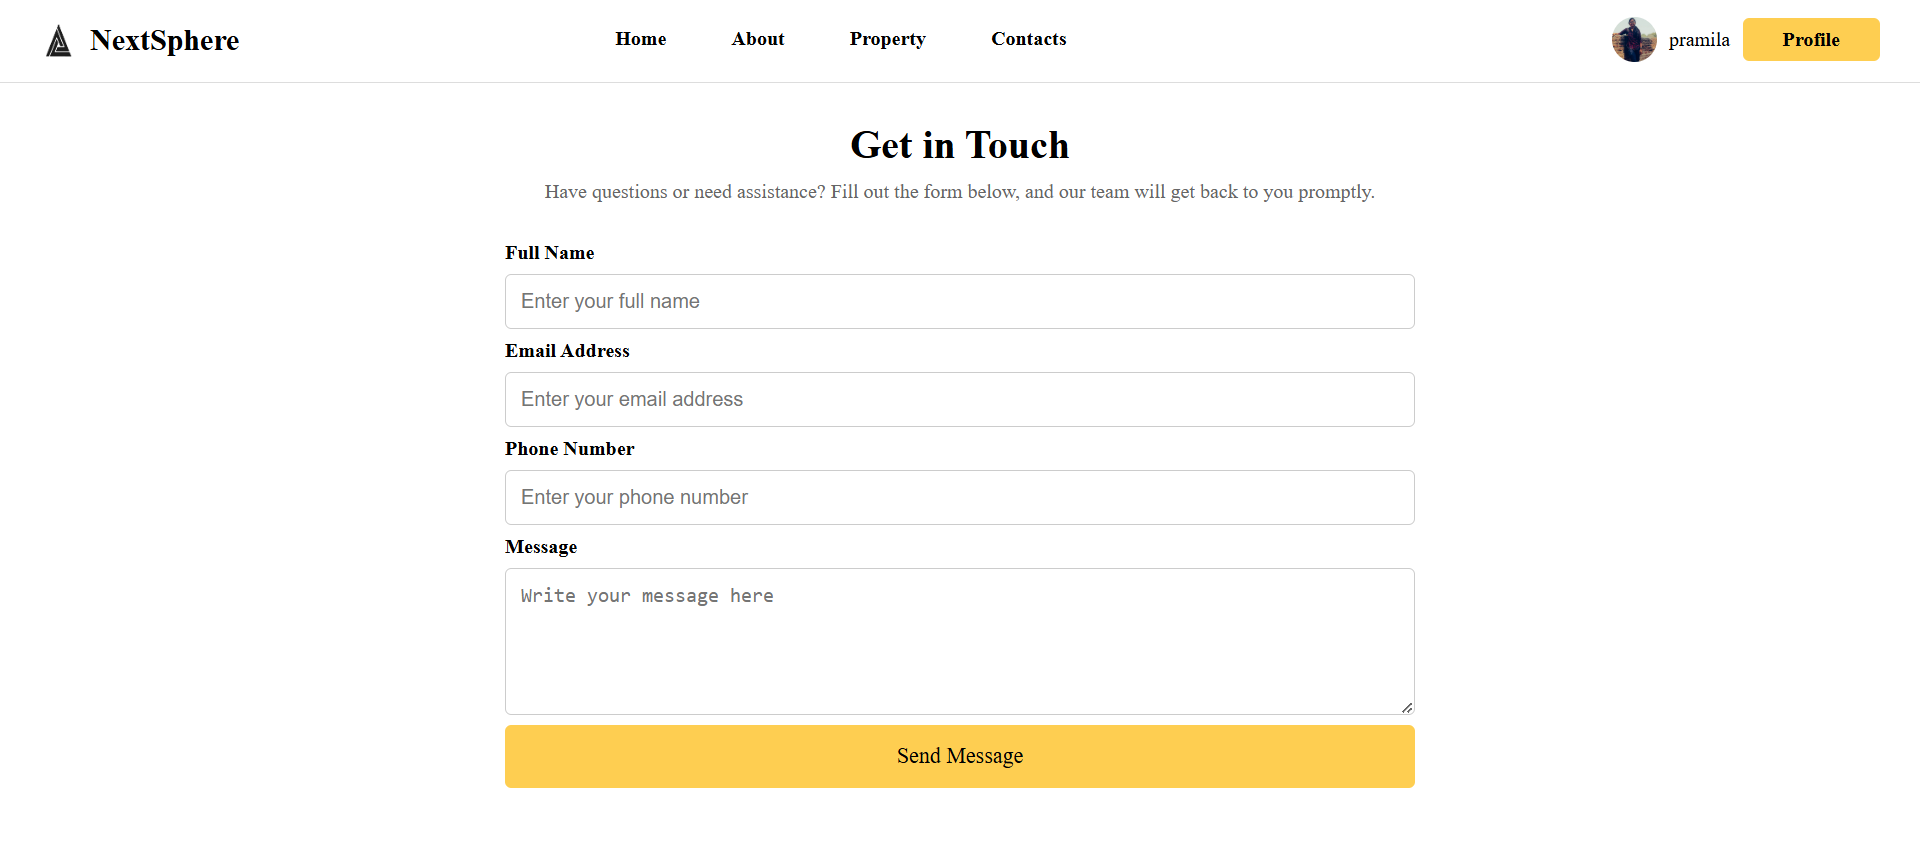 NextSphere
Home About Property Contacts
pramila
Profile
Get in Touch
Have questions or need assistance? Fill out the form below, and our team will get back to you promptly.
Full Name
Enter your full name
Email Address
Enter your email address
Phone Number
Enter your phone number
Message
Write your message here
Send Message